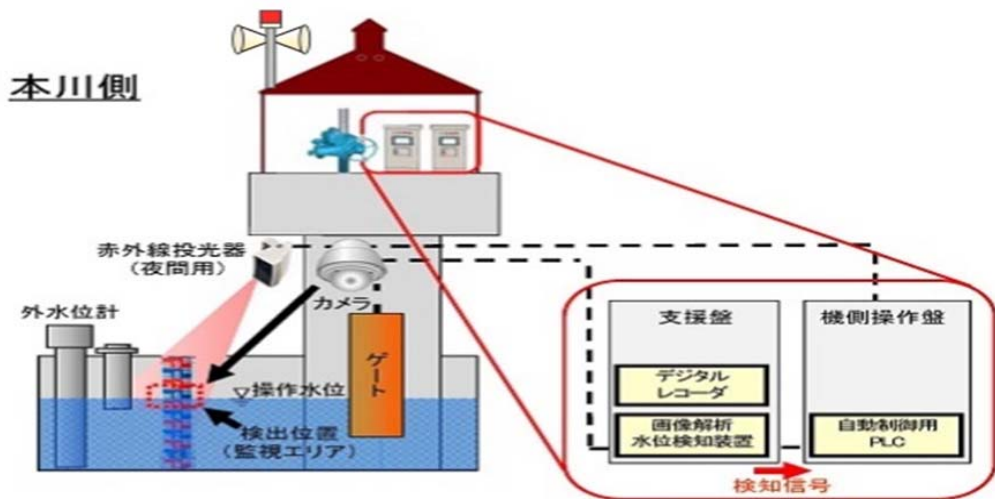 本川側
赤外線投光器
（夜間用）
カメラ
外水位計
ゲート
▽操作水位
検出位置
（監視エリア）
支援盤
デジタル
レコーダ
画像解析
水位検知装置
機側操作盤
自動制御用
PLC
検知信号